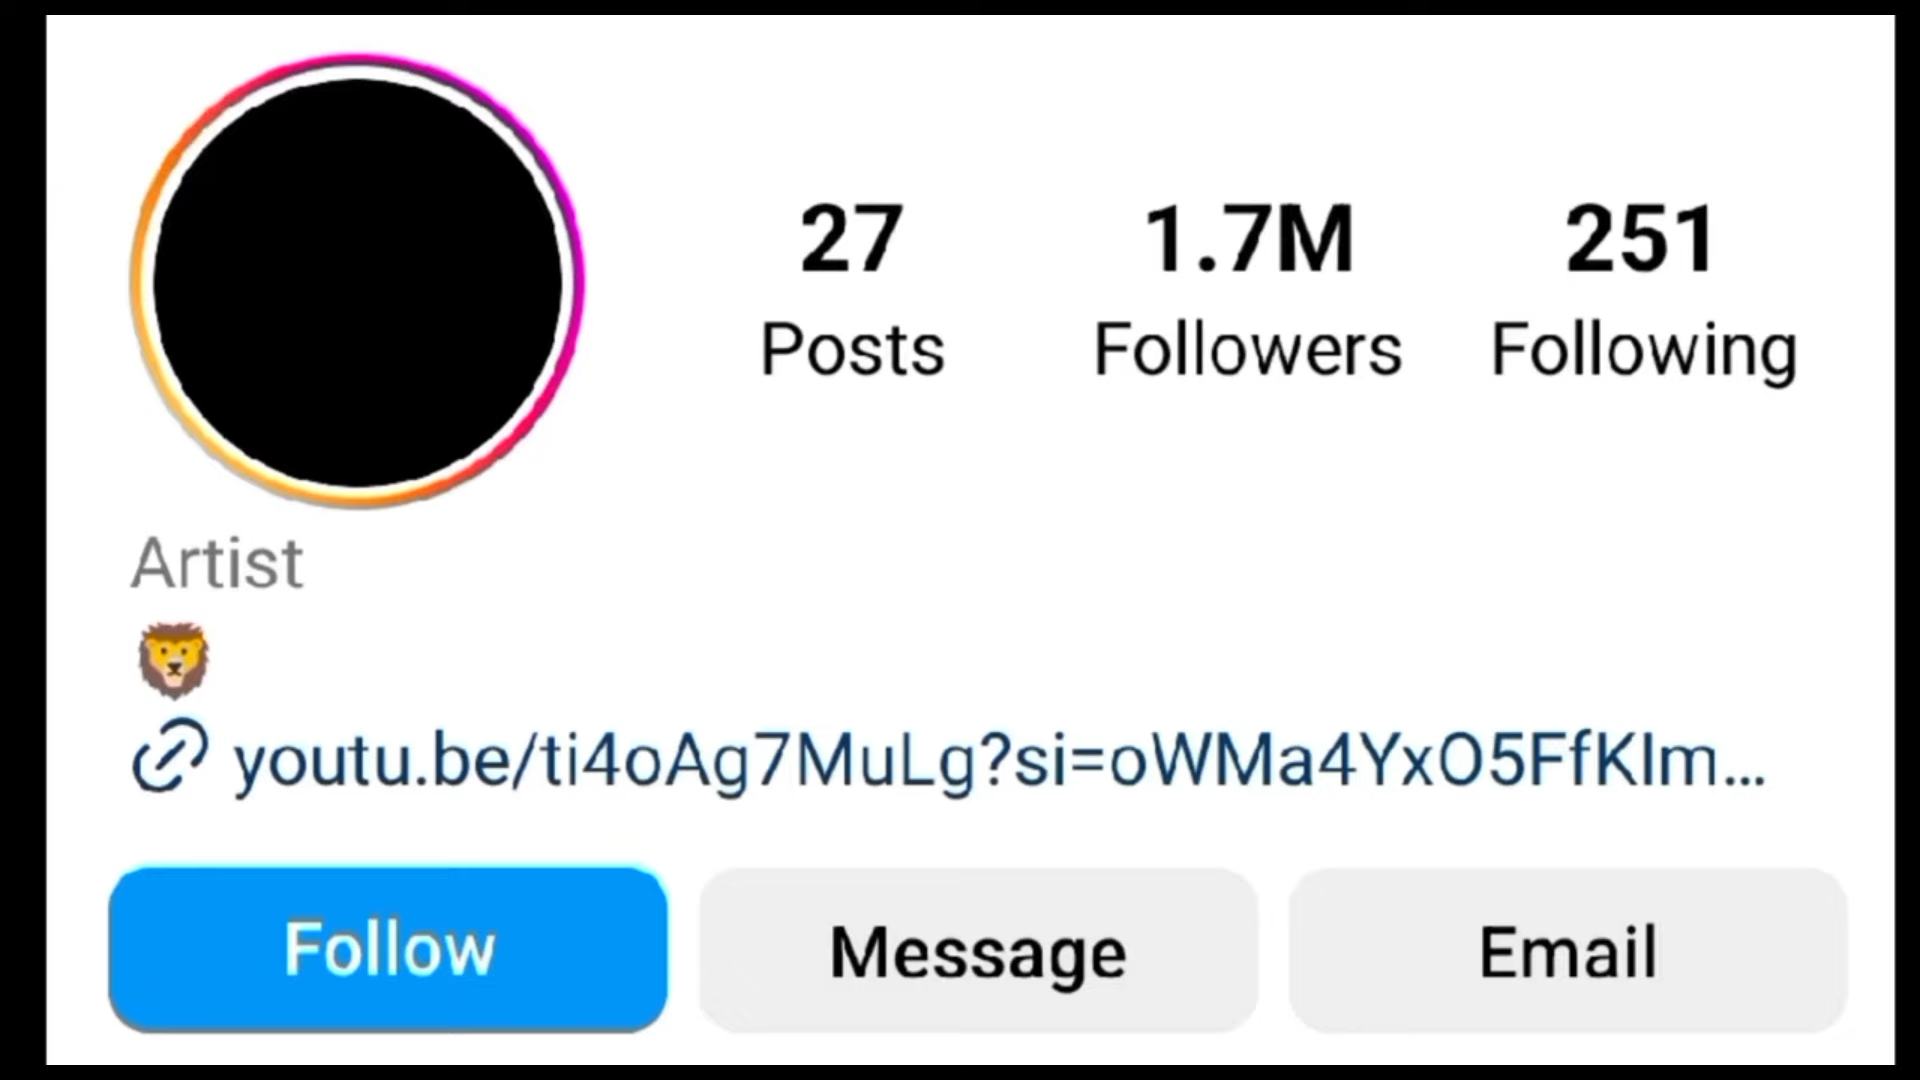 27 1.7M 251
Posts Followers Following
Artist
youtu.be/ti4oAg7MuLg?si=oWMa4YxO5FfKIm...
Follow Message Email